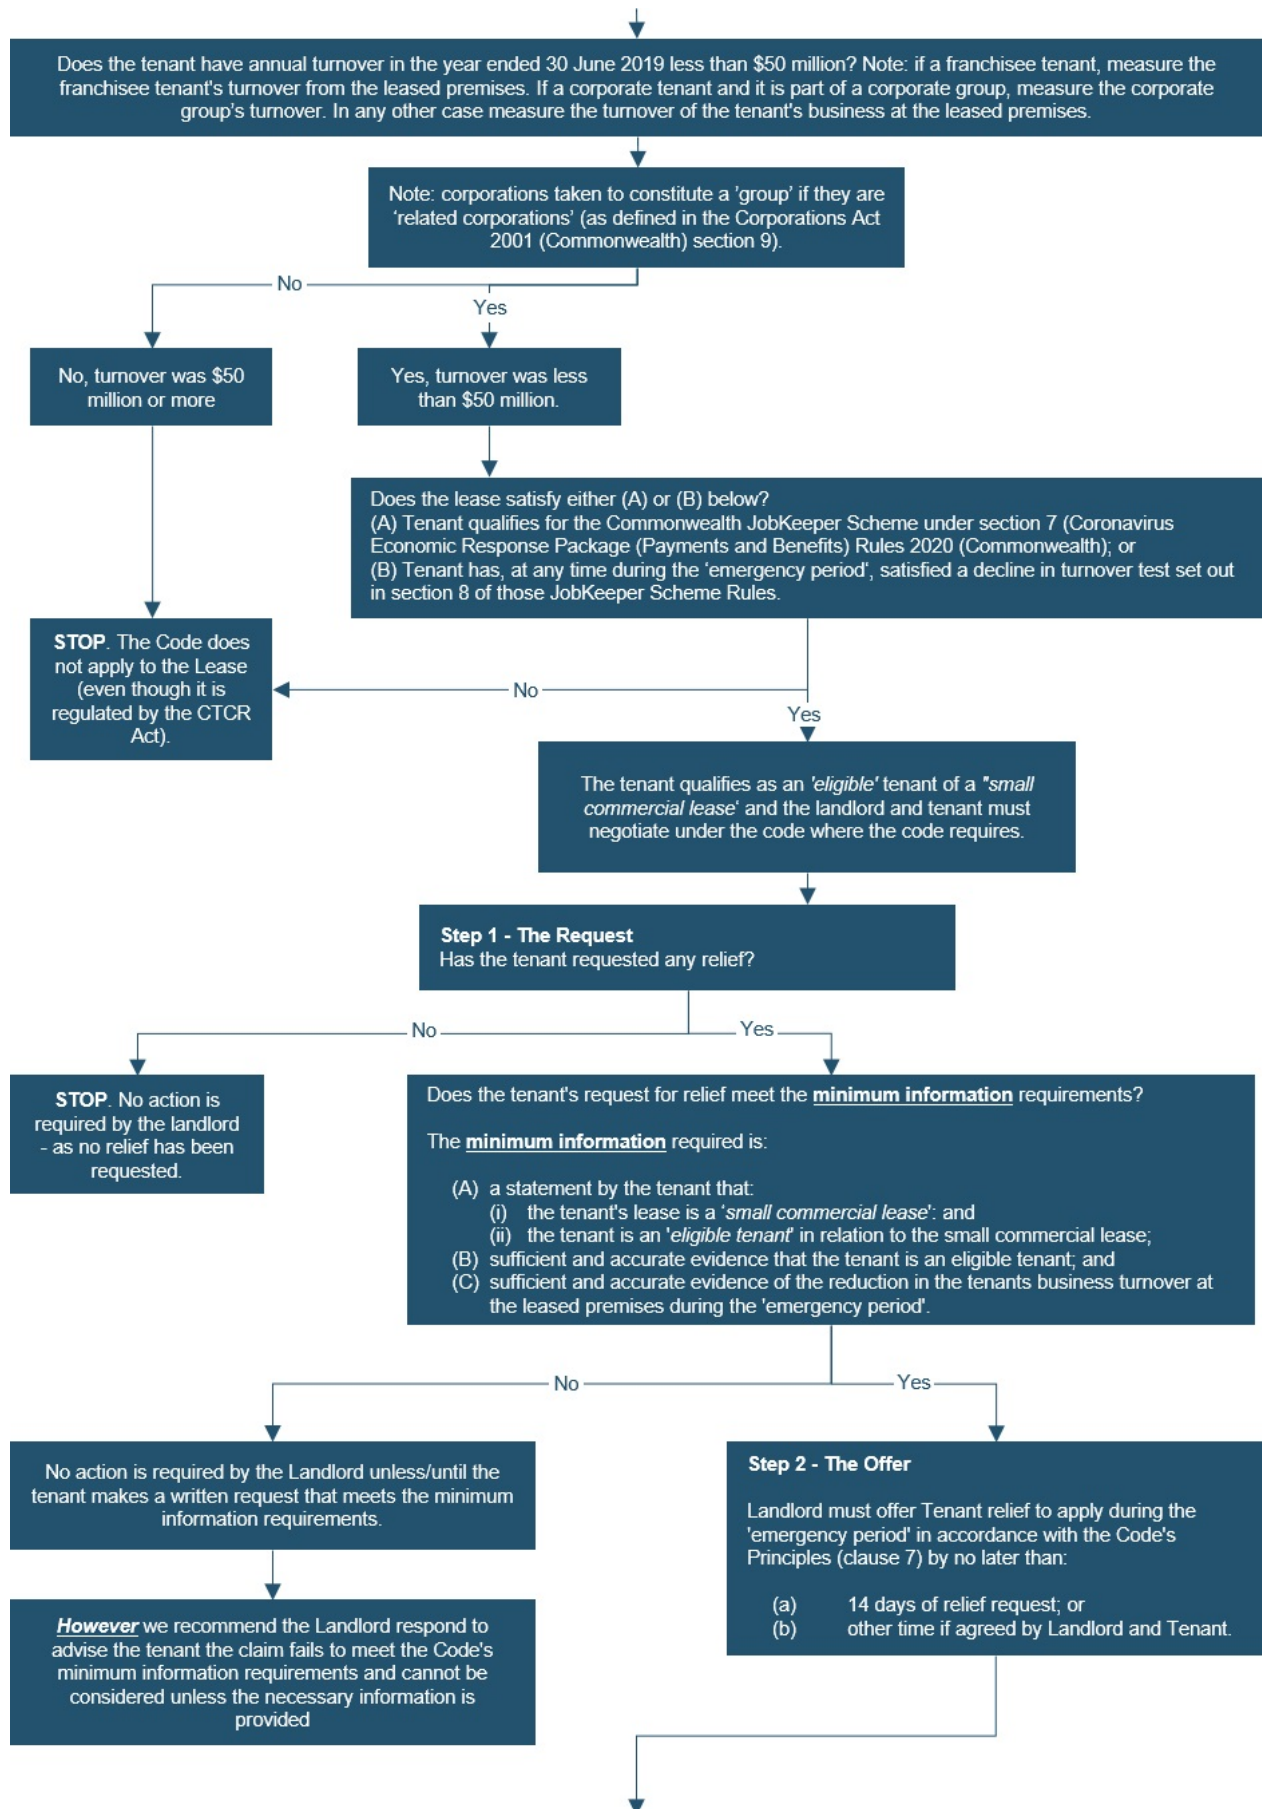 Does the tenant have annual turnover in the year ended 30 June 2019 less than $50 million? Note: if a franchisee tenant, measure the
franchisee tenant's turnover from the leased premises. If a corporate tenant and it is part of a corporate group, measure the corporate
group's turnover. In any other case measure the turnover of the tenant's business at the leased premises.
Note: corporations taken to constitute a 'group' if they are
‘related corporations’ (as defined in the Corporations Act
2001 (Commonwealth) section 9).
No
Yes
No, turnover was $50
million or more
Yes, turnover was less
than $50 million.
Does the lease satisfy either (A) or (B) below?
(A) Tenant qualifies for the Commonwealth JobKeeper Scheme under section 7 (Coronavirus
Economic Response Package (Payments and Benefits) Rules 2020 (Commonwealth); or
(B) Tenant has, at any time during the ‘emergency period‘, satisfied a decline in turnover test set out
in section 8 of those JobKeeper Scheme Rules.
STOP. The Code does
not apply to the Lease
(even though it is
regulated by the CTCR
Act).
No
Yes
The tenant qualifies as an 'eligible' tenant of a "small
commercial lease‘ and the landlord and tenant must
negotiate under the code where the code requires.
Step 1 - The Request
Has the tenant requested any relief?
No
Yes
STOP. No action is
required by the landlord
- as no relief has been
requested.
Does the tenant's request for relief meet the minimum information requirements?
The minimum information required is:
(A) a statement by the tenant that:
(i) the tenant's lease is a ‘small commercial lease': and
(ii) the tenant is an 'eligible tenant' in relation to the small commercial lease;
(B) sufficient and accurate evidence that the tenant is an eligible tenant; and
(C) sufficient and accurate evidence of the reduction in the tenants business turnover at
the leased premises during the 'emergency period'.
No
Yes
No action is required by the Landlord unless/until the
tenant makes a written request that meets the minimum
information requirements.
However we recommend the Landlord respond to
advise the tenant the claim fails to meet the Code's
minimum information requirements and cannot be
considered unless the necessary information is
provided
Step 2 - The Offer
Landlord must offer Tenant relief to apply during the
'emergency period' in accordance with the Code's
Principles (clause 7) by no later than:
(a) 14 days of relief request; or
(b) other time if agreed by Landlord and Tenant.